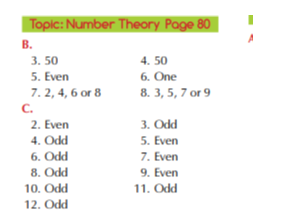 Topic: Number Theory Page 80
B.
3. 50 4. 50
5. Even 6. One
7. 2, 4, 6 or 8 8. 3, 5, 7 or 9
C.
2. Even 3. Odd
4. Odd 5. Even
6. Odd 7. Even
8. Odd 9. Even
10. Odd 11. Odd
12. Odd